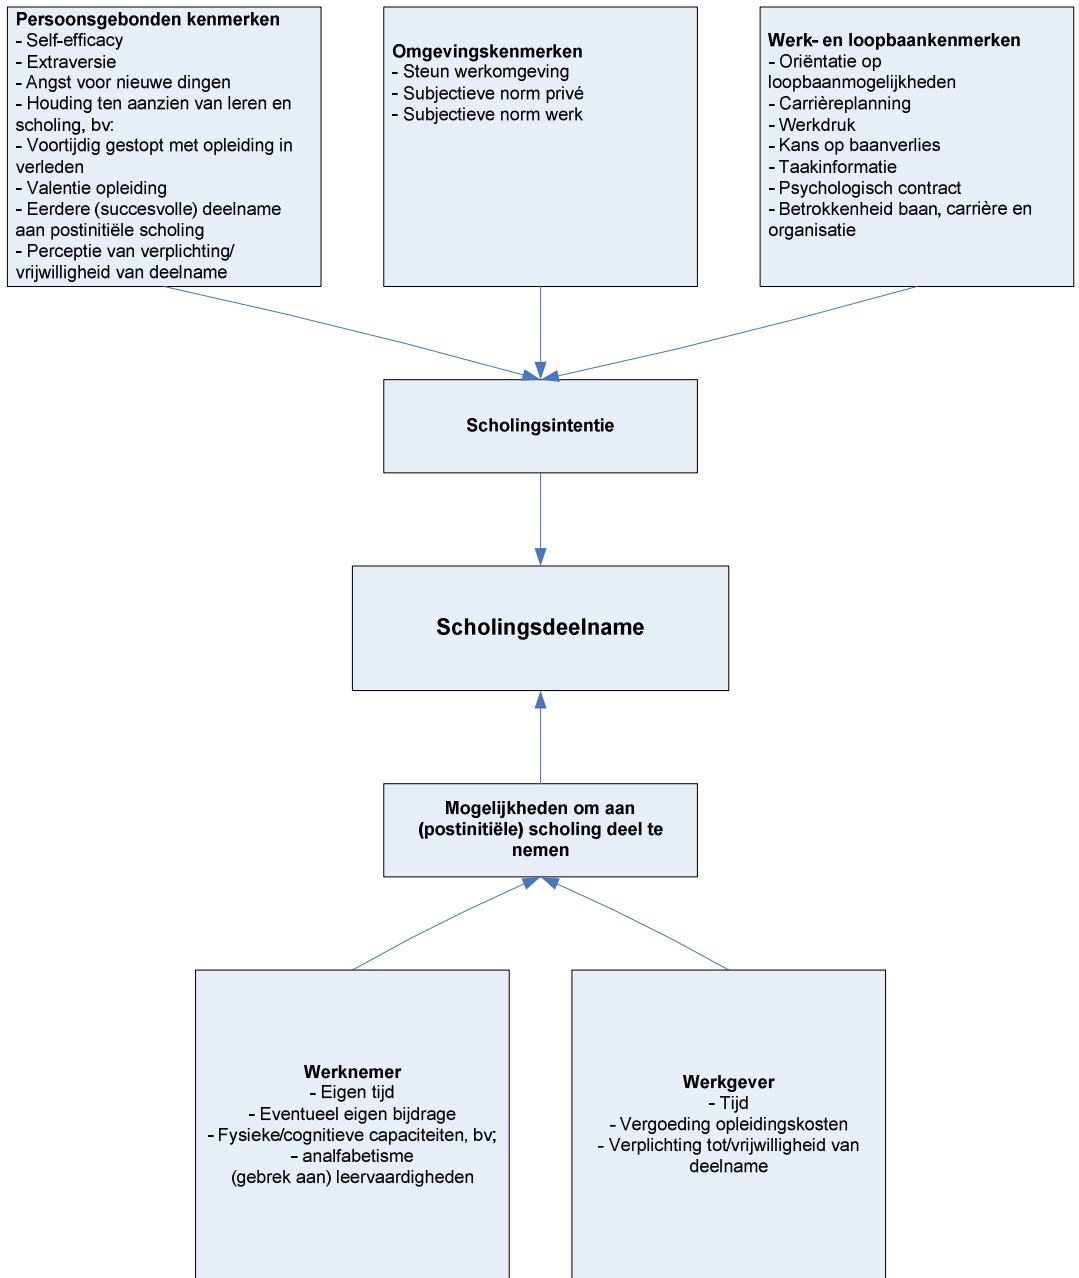 Persoonsgebonden kenmerken
- Self-efficacy
- Extraversie
- Angst voor nieuwe dingen
- Houding ten aanzien van leren en
scholing, bv:
- Voortijdig gestopt met opleiding in
verleden
- Valentie opleiding
- Eerdere (succesvolle) deelname
aan postinitiële scholing
- Perceptie van verplichting/
vrijwilligheid van deelname
Omgevingskenmerken
- Steun werkomgeving
- Subjectieve norm privé
- Subjectieve norm werk
Werk- en loopbaankenmerken
- Oriëntatie op
loopbaanmogelijkheden
- Carrièreplanning
- Werkdruk
- Kans op baanverlies
- Taakinformatie
- Psychologisch contract
- Betrokkenheid baan, carrière en
organisatie
Scholingsintentie
Scholingsdeelname
Mogelijkheden om aan
(postinitiële) scholing deel te
nemen
Werknemer
- Eigen tijd
- Eventueel eigen bijdrage
- Fysieke/cognitieve capaciteiten, bv;
- analfabetisme
(gebrek aan) leervaardigheden
Werkgever
- Tijd
- Vergoeding opleidingskosten
- Verplichting tot/vrijwilligheid van
deelname